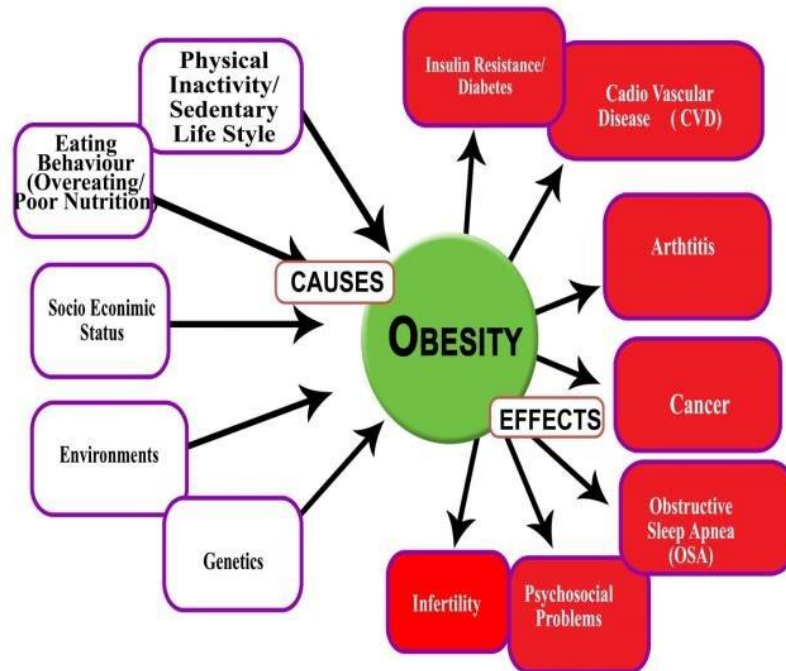 Physical
Inactivity/
Sedentary
Life Style
Eating
Behaviour
(Overeating/
Poor Nutrition)
Socio Econimic
Status
Environments
Genetics
CAUSES
OBESITY
EFFECTS
Insulin Resistance/
Diabetes
Cadio Vascular
Disease ( CVD)
Arthtitis
Cancer
Obstructive
Sleep Apnea
(OSA)
Psychosocial
Problems
Infertility